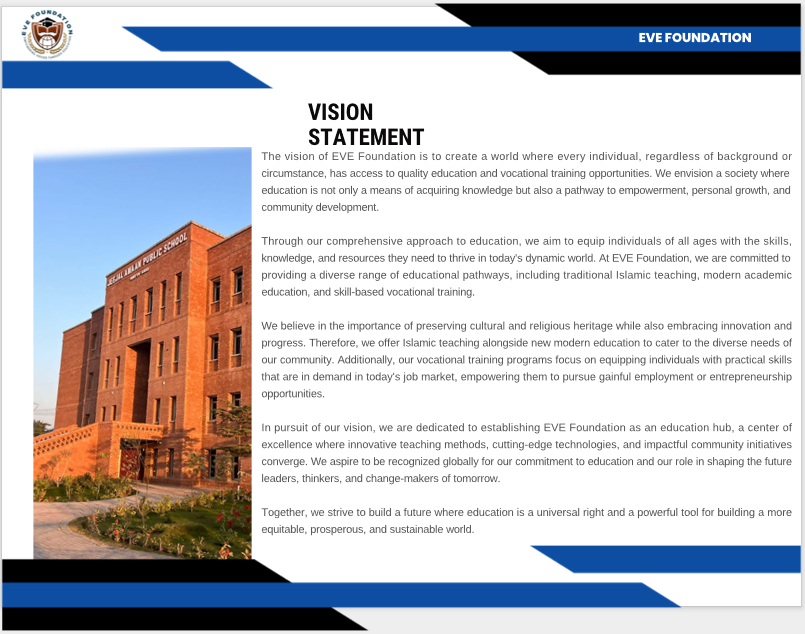 EVE FOUNDATION
EVE FOUNDATION
VISION
STATEMENT
The vision of EVE Foundation is to create a world where every individual, regardless of background or
circumstance, has access to quality education and vocational training opportunities. We envision a society where
education is not only a means of acquiring knowledge but also a pathway to empowerment, personal growth, and
community development.
Through our comprehensive approach to education, we aim to equip individuals of all ages with the skills,
knowledge, and resources they need to thrive in today's dynamic world. At EVE Foundation, we are committed to
providing a diverse range of educational pathways, including traditional Islamic teaching, modern academic
education, and skill-based vocational training.
We believe in the importance of preserving cultural and religious heritage while also embracing innovation and
progress. Therefore, we offer Islamic teaching alongside new modern education to cater to the diverse needs of
our community. Additionally, our vocational training programs focus on equipping individuals with practical skills
that are in demand in today's job market, empowering them to pursue gainful employment or entrepreneurship
opportunities.
In pursuit of our vision, we are dedicated to establishing EVE Foundation as an education hub, a center of
excellence where innovative teaching methods, cutting-edge technologies, and impactful community initiatives
converge. We aspire to be recognized globally for our commitment to education and our role in shaping the future
leaders, thinkers, and change-makers of tomorrow.
Together, we strive to build a future where education is a universal right and a powerful tool for building a more
equitable, prosperous, and sustainable world.
AMAAN PUBLIC SCHOOL